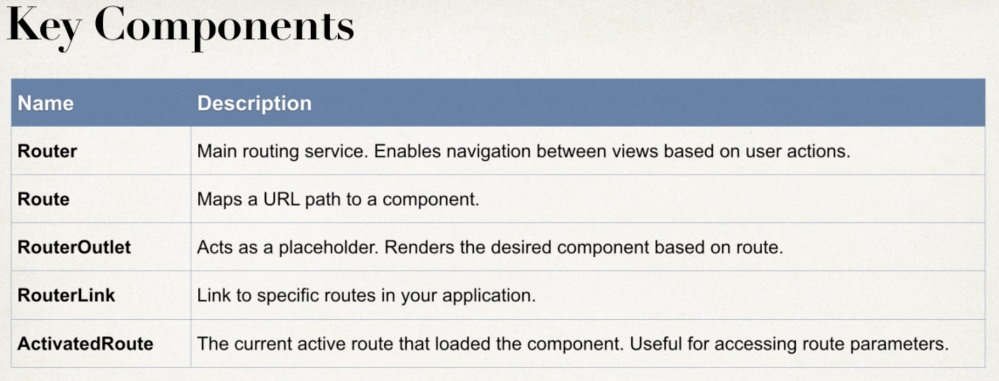 Key Components
Name Description
Router Main routing service. Enables navigation between views based on user actions.
Route Maps a URL path to a component.
RouterOutlet Acts as a placeholder. Renders the desired component based on route.
RouterLink Link to specific routes in your application.
ActivatedRoute The current active route that loaded the component. Useful for accessing route parameters.